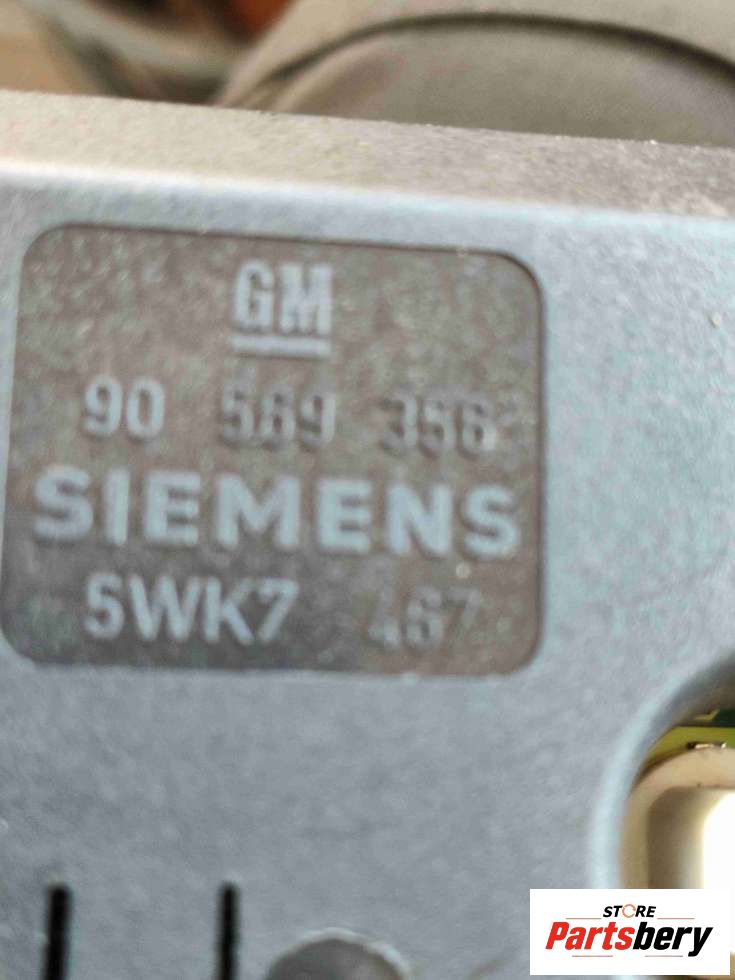 GM
90 569 356
SIEMENS
5WK7 467
STORE
Partsbery